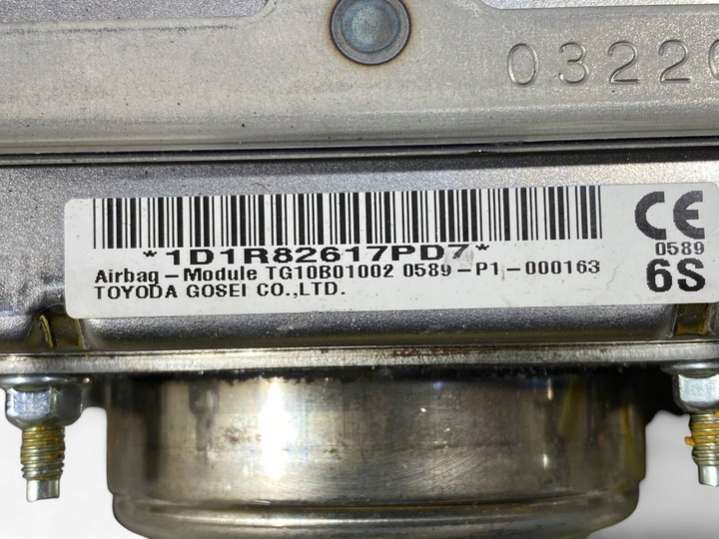 0322
*1D1R82617PD7*
Airbag-Module TG10B01002 0589-P1-000163
TOYODA GOSEI CO.,LTD.
CE
0589
6S